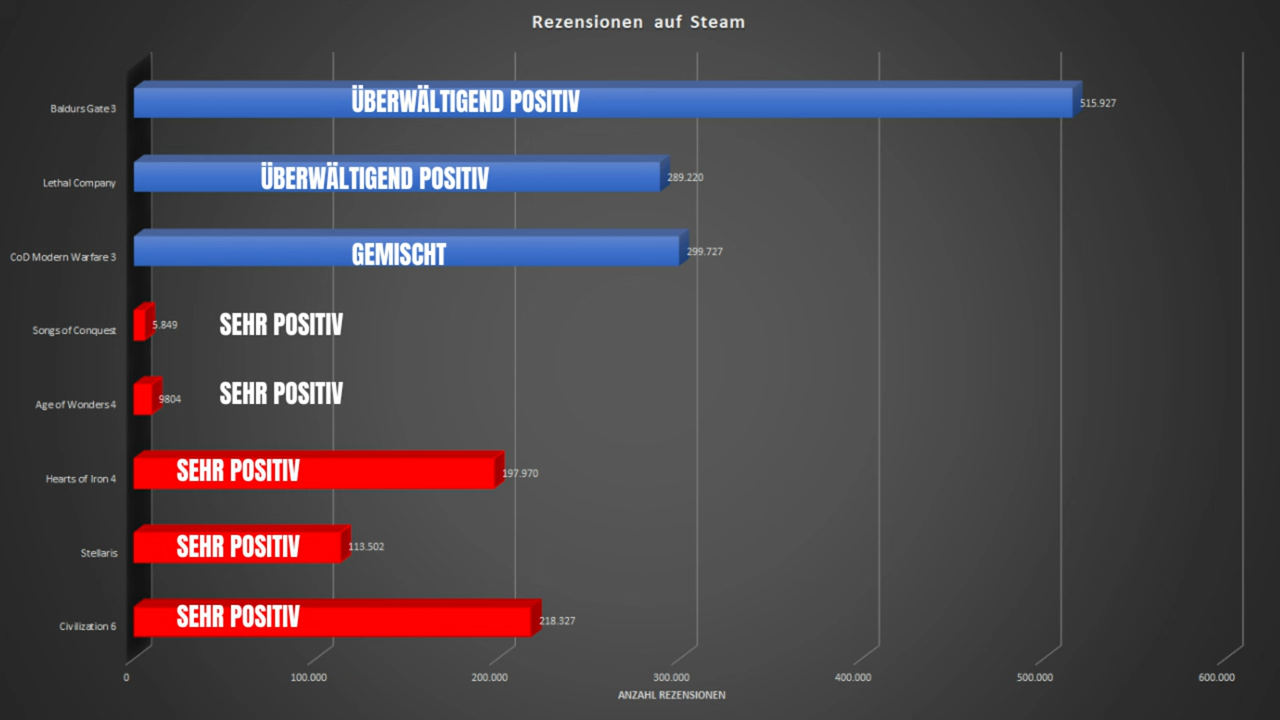 Rezensionen auf Steam
Baldurs Gate 3
ÜBERWÄLTIGEND POSITIV
515.927
Lethal Company
ÜBERWÄLTIGEND POSITIV
289.220
CoD Modern Warfare 3
GEMISCHT
299.727
Songs of Conquest
5.849
SEHR POSITIV
Age of Wonders 4
9804
SEHR POSITIV
Hearts of Iron 4
SEHR POSITIV
197.970
Stellaris
SEHR POSITIV
113.502
Civilization 6
SEHR POSITIV
218.327
0 100.000 200.000 300.000 400.000 500.000 600.000
ANZAHL REZENSIONEN